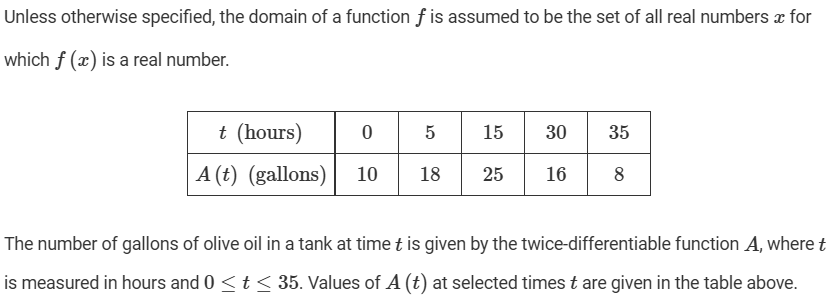 Unless otherwise specified, the domain of a function f is assumed to be the set of all real numbers x for
which f (x) is a real number.
t (hours) 0 5 15 30 35
A (t) (gallons) 10 18 25 16 8
The number of gallons of olive oil in a tank at time t is given by the twice-differentiable function A, where t
is measured in hours and 0 ≤ t ≤ 35. Values of A (t) at selected times t are given in the table above.